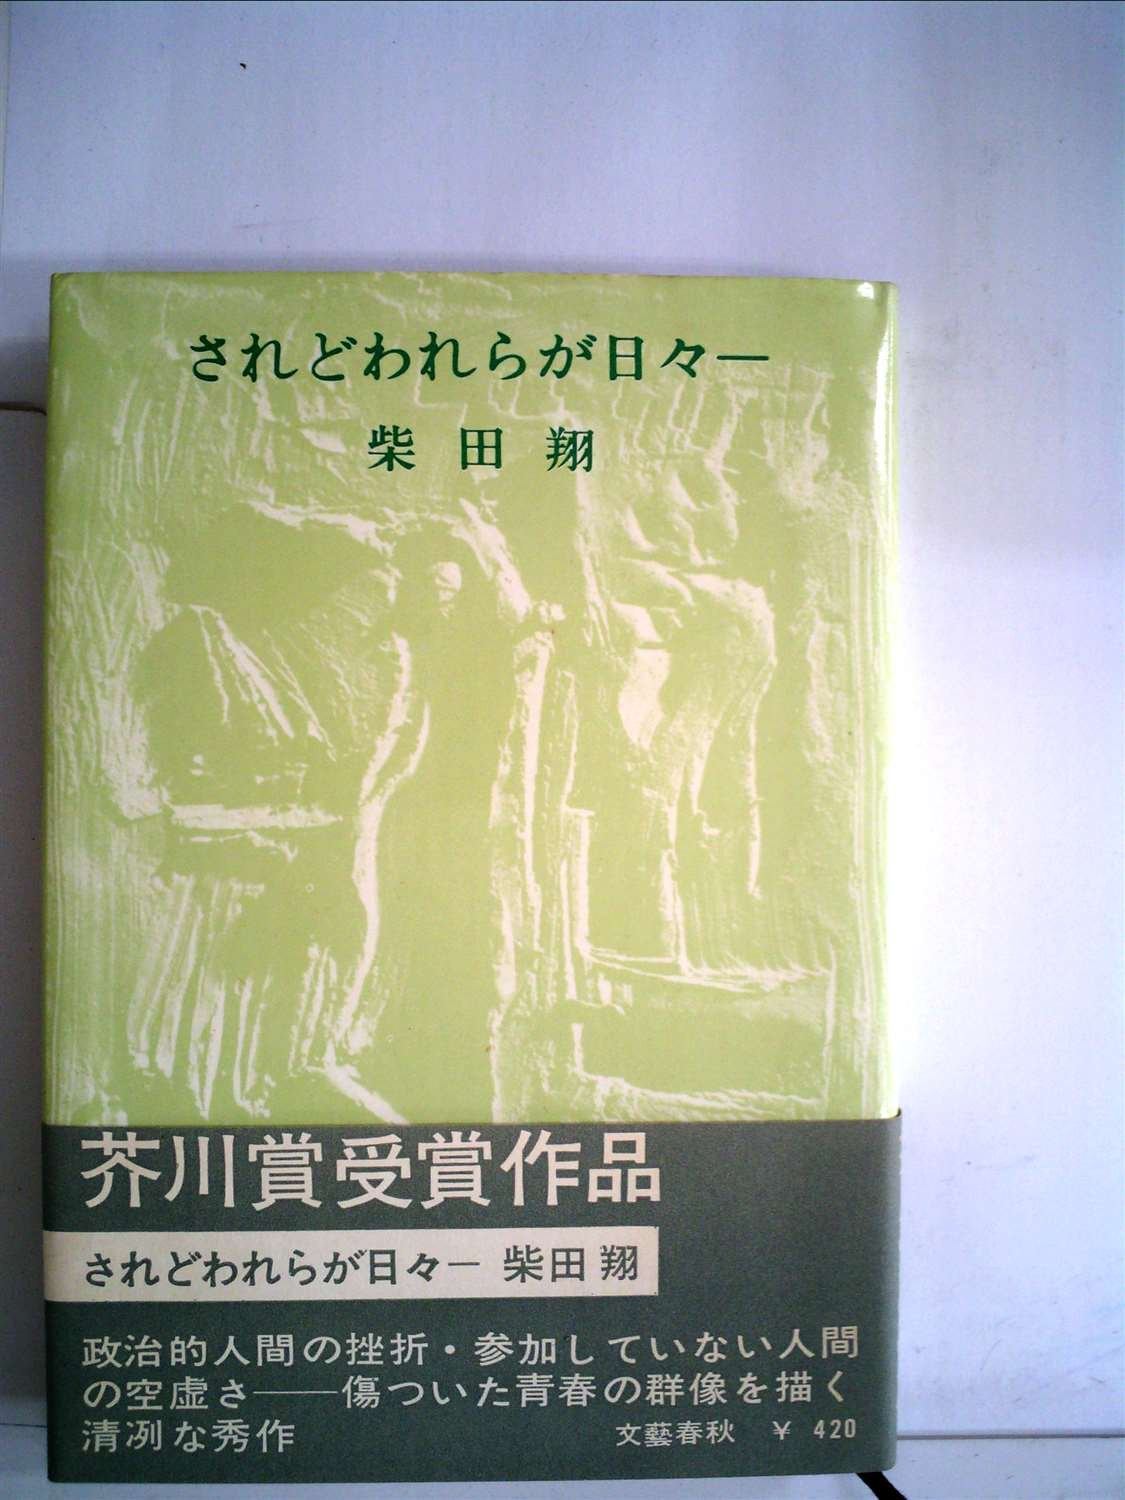 されどわれらが日々―
柴田翔
芥川賞受賞作品
されどわれらが日々― 柴田翔
政治的人間の挫折・参加していない人間
の空虚さ――傷ついた青春の群像を描く
清冽な秀作
文藝春秋 ¥ 420